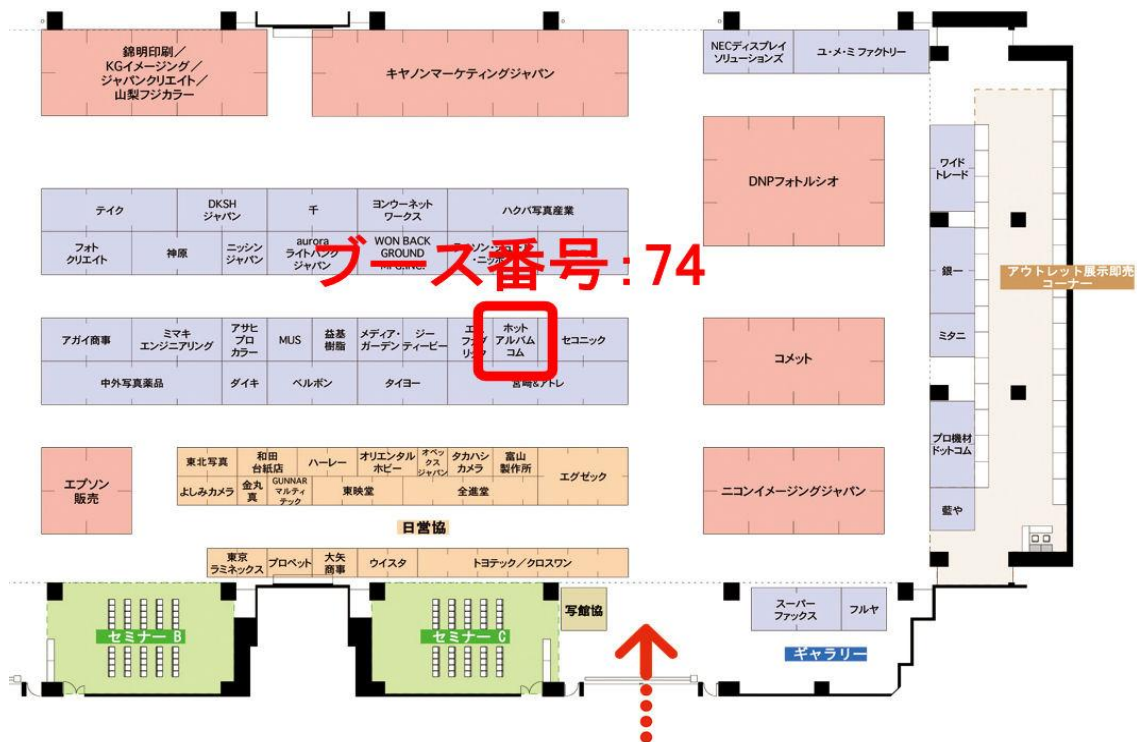 錦明印刷／
KGイメージング／
ジャパンクリエイト／
山梨フジカラー
キヤノンマーケティングジャパン
NECディスプレイ
ソリューションズ
ユ・メ・ミファクトリー
DNPフォトルシオ
ワイド
トレード
テイク
DKSH
ジャパン
千
ヨンウーネット
ワークス
ハクバ写真産業
フォト
クリエイト
神原
ニッシン
ジャパン
aurora
ライトバンク
ジャパン
WON BACK
GROUND
MFG.INC.
銀一
アウトレット展示即売
コーナー
ブース番号：74
アガイ商事
ミマキ
エンジニアリング
アサヒ
プロ
カラー
MUS
益基
樹脂
メディア・
ガーデン
ジー
ティーピー
ホット
アルバム
コム
セコニック
コメット
ミタニ
中外写真薬品
ダイキ
ベルボン
タイヨー
宮崎&アトレ
エプソン
販売
東北写真
和田
台紙店
ハーレー
オリエンタル
ホビー
オペッ
クス
ジャパン
タカハシ
カメラ
富山
製作所
エグゼック
よしみカメラ
金丸
真
GUNNAR
マルティ
テック
東映堂
全進堂
ニコンイメージングジャパン
プロ機材
ドットコム
藍や
日営協
東京
ラミネックス
プロペット
大矢
商事
ウイスタ
トヨテック／クロスワン
セミナー B
セミナー C
写館協
スーパー
ファックス
フルヤ
ギャラリー